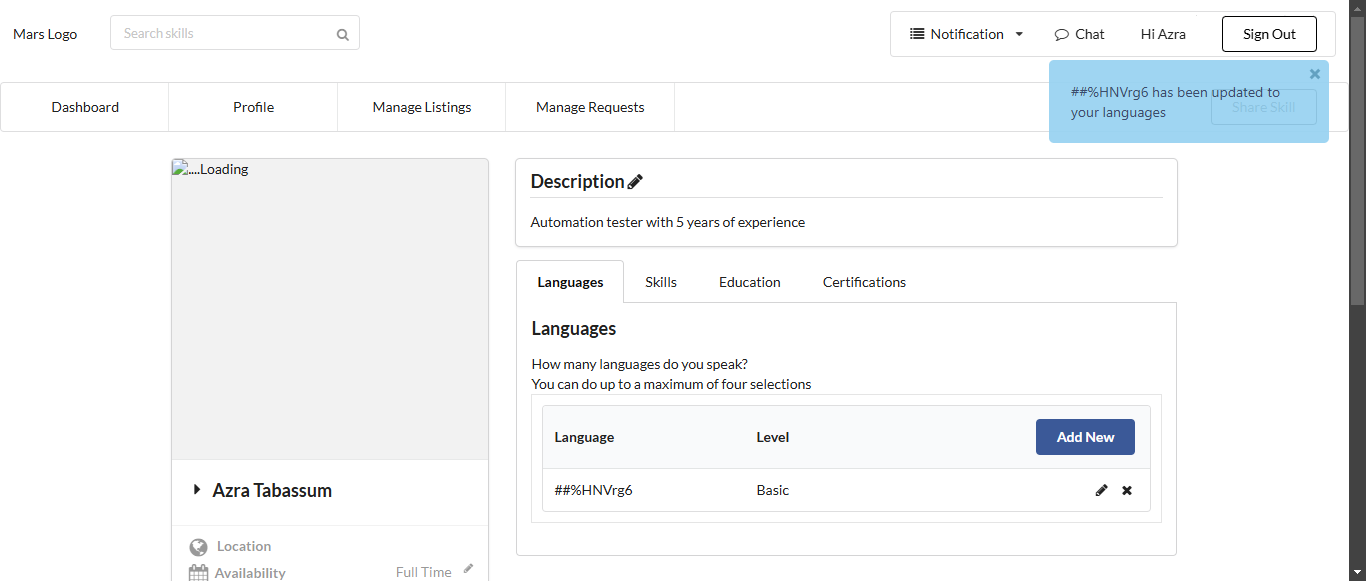 Mars Logo
Search skills
Notification
Chat
Hi Azra
Sign Out
##%HNVrg6 has been updated to
your languages
Dashboard
Profile
Manage Listings
Manage Requests
Share Skill
....Loading
Description
Automation tester with 5 years of experience
Languages
Skills
Education
Certifications
Languages
How many languages do you speak?
You can do up to a maximum of four selections
Language
Level
Add New
##%HNVrg6
Basic
Azra Tabassum
Location
Availability
Full Time